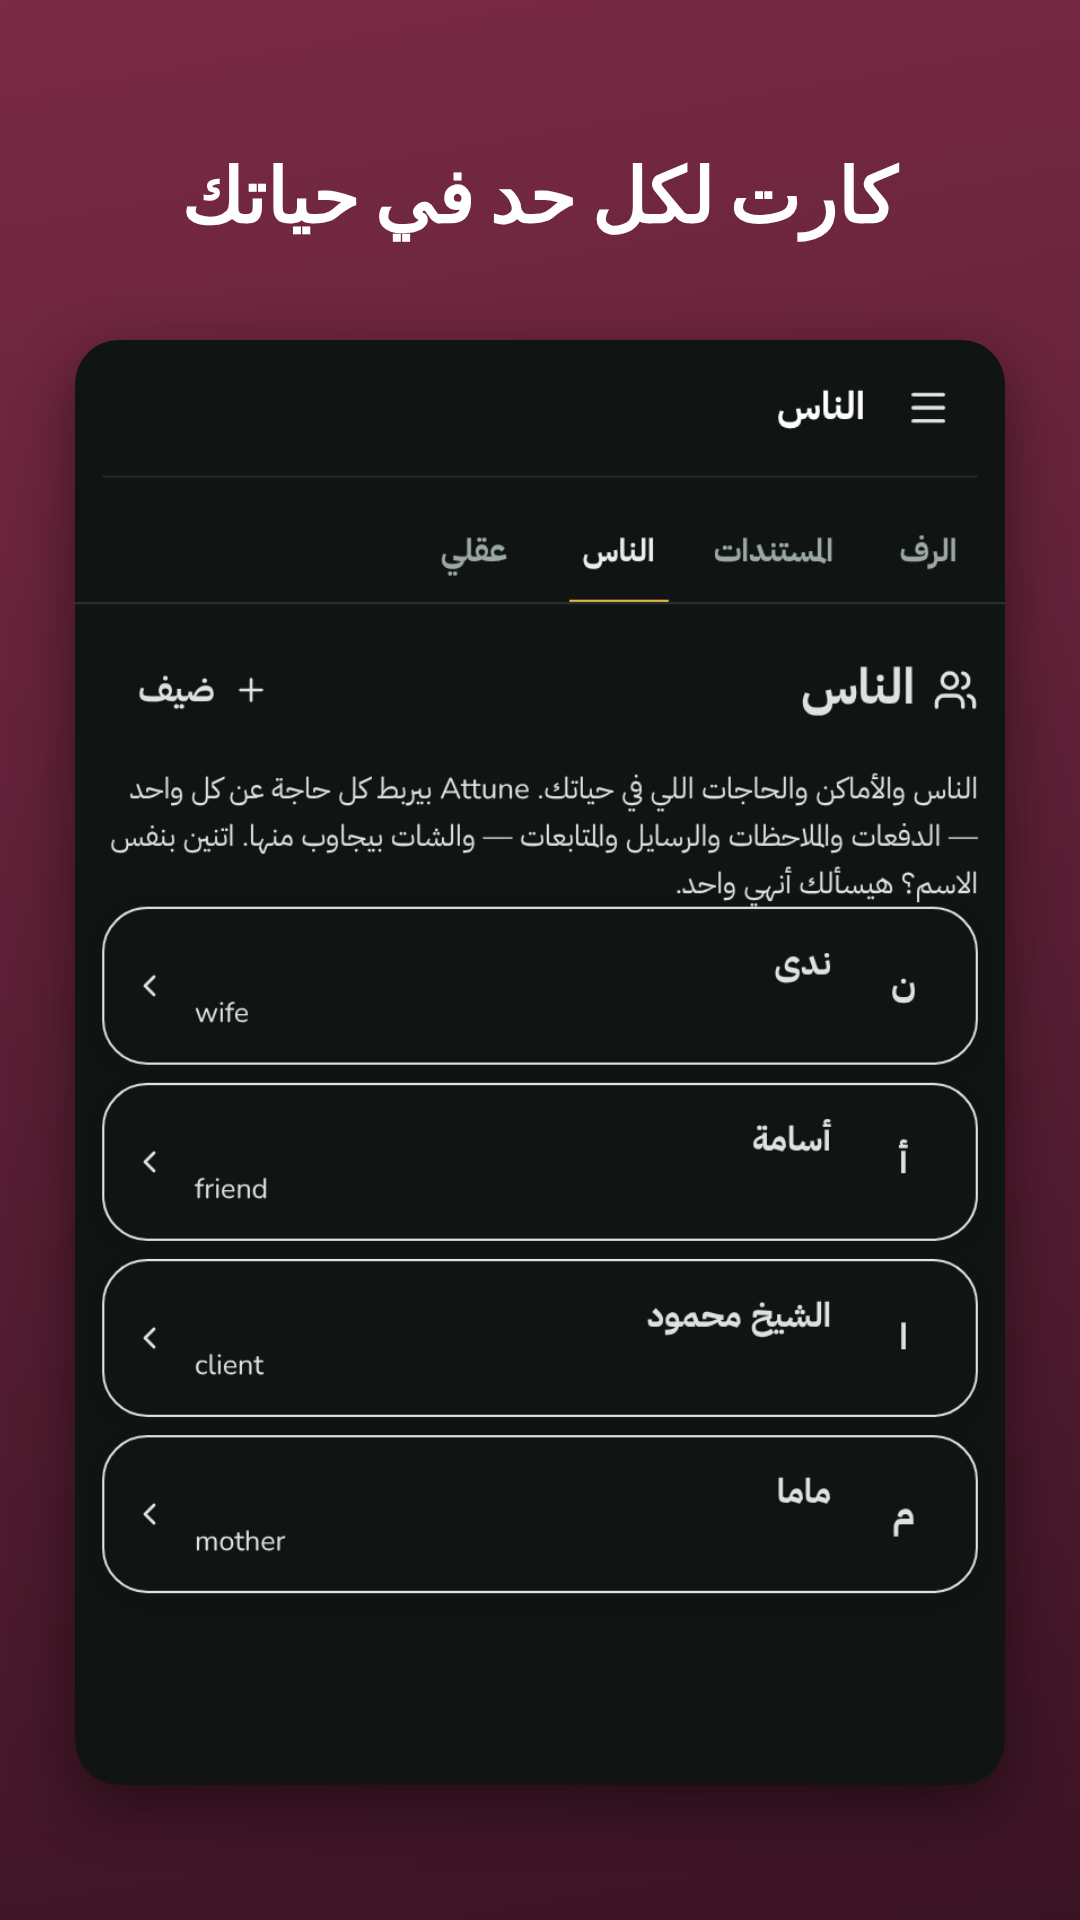 كارت لكل حد في حياتك
الناس
الرف
المستندات
الناس
عقلي
الناس
+ ضيف
الناس والأماكن والحاجات اللي في حياتك. Attune بيربط كل حاجة عن كل واحد
— الدفعات والملاحظات والرسايل والمتابعات — والشات بيجاوب منها. اتنين بنفس
الاسم؟ هيسألك أنهي واحد.
ن
ندى
wife
أ
أسامة
friend
ا
الشيخ محمود
client
م
ماما
mother